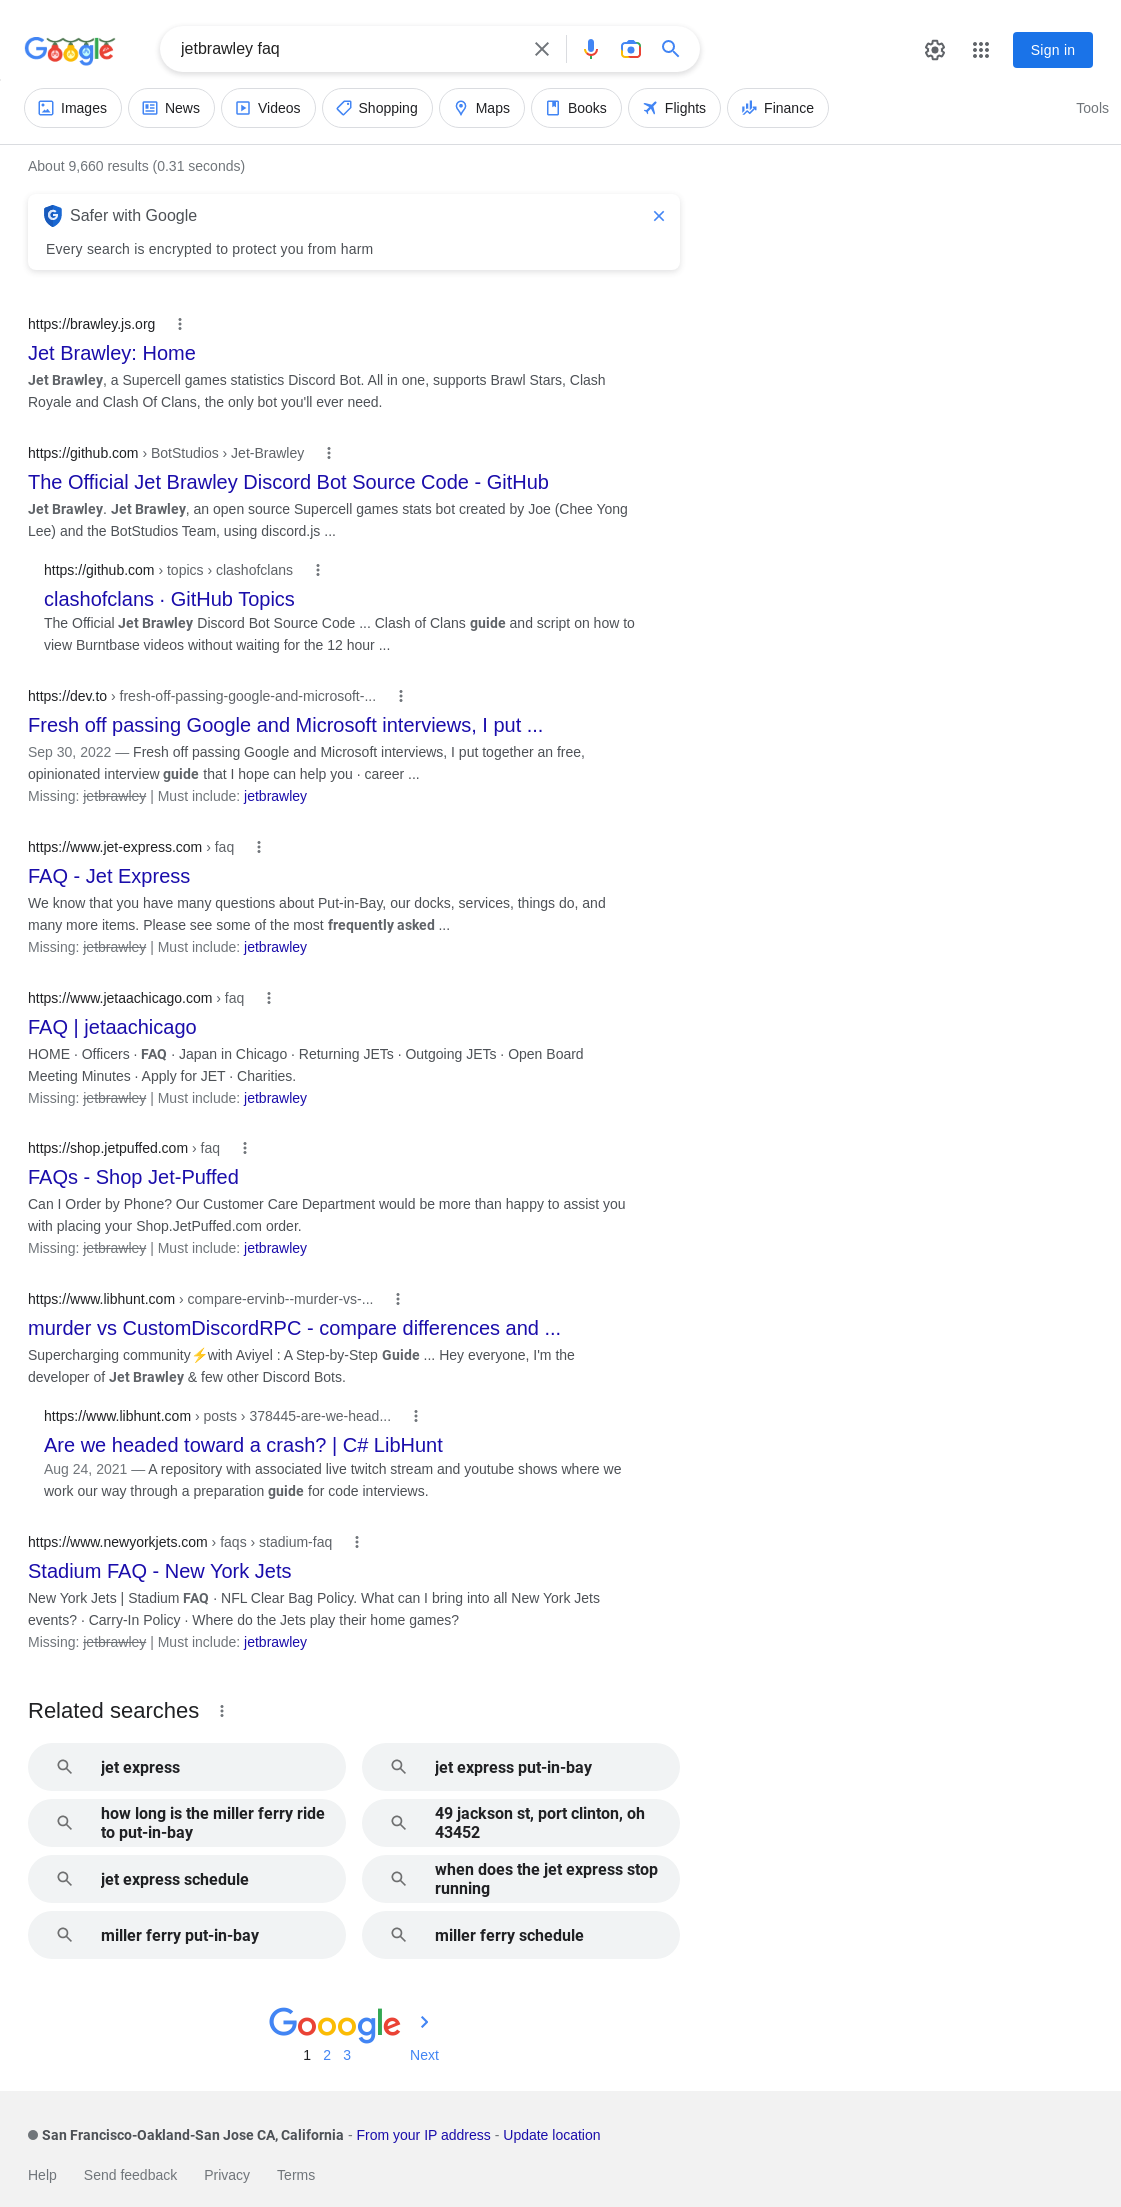 Google
jetbrawley faq
Sign in
Images
News
Videos
Shopping
Maps
Books
Flights
Finance
Tools
About 9,660 results (0.31 seconds)
G Safer with Google
Every search is encrypted to protect you from harm
https://brawley.js.org
Jet Brawley: Home
Jet Brawley, a Supercell games statistics Discord Bot. All in one, supports Brawl Stars, Clash
Royale and Clash Of Clans, the only bot you'll ever need.
https://github.com › BotStudios › Jet-Brawley
The Official Jet Brawley Discord Bot Source Code - GitHub
Jet Brawley. Jet Brawley, an open source Supercell games stats bot created by Joe (Chee Yong
Lee) and the BotStudios Team, using discord.js ...
https://github.com › topics › clashofclans
clashofclans · GitHub Topics
The Official Jet Brawley Discord Bot Source Code ... Clash of Clans guide and script on how to
view Burntbase videos without waiting for the 12 hour ...
https://dev.to › fresh-off-passing-google-and-microsoft-...
Fresh off passing Google and Microsoft interviews, I put ...
Sep 30, 2022 — Fresh off passing Google and Microsoft interviews, I put together an free,
opinionated interview guide that I hope can help you · career ...
Missing: jetbrawley | Must include: jetbrawley
https://www.jet-express.com › faq
FAQ - Jet Express
We know that you have many questions about Put-in-Bay, our docks, services, things do, and
many more items. Please see some of the most frequently asked ...
Missing: jetbrawley | Must include: jetbrawley
https://www.jetaachicago.com › faq
FAQ | jetaachicago
HOME · Officers · FAQ · Japan in Chicago · Returning JETs · Outgoing JETs · Open Board
Meeting Minutes · Apply for JET · Charities.
Missing: jetbrawley | Must include: jetbrawley
https://shop.jetpuffed.com › faq
FAQs - Shop Jet-Puffed
Can I Order by Phone? Our Customer Care Department would be more than happy to assist you
with placing your Shop.JetPuffed.com order.
Missing: jetbrawley | Must include: jetbrawley
https://www.libhunt.com › compare-ervinb--murder-vs-...
murder vs CustomDiscordRPC - compare differences and ...
Supercharging community⚡with Aviyel : A Step-by-Step Guide ... Hey everyone, I'm the
developer of Jet Brawley & few other Discord Bots.
https://www.libhunt.com › posts › 378445-are-we-head...
Are we headed toward a crash? | C# LibHunt
Aug 24, 2021 — A repository with associated live twitch stream and youtube shows where we
work our way through a preparation guide for code interviews.
https://www.newyorkjets.com › faqs › stadium-faq
Stadium FAQ - New York Jets
New York Jets | Stadium FAQ · NFL Clear Bag Policy. What can I bring into all New York Jets
events? · Carry-In Policy · Where do the Jets play their home games?
Missing: jetbrawley | Must include: jetbrawley
Related searches
jet express
jet express put-in-bay
how long is the miller ferry ride
to put-in-bay
49 jackson st, port clinton, oh
43452
jet express schedule
when does the jet express stop
running
miller ferry put-in-bay
miller ferry schedule
Gooogle
1 2 3 Next
San Francisco-Oakland-San Jose CA, California - From your IP address - Update location
Help Send feedback Privacy Terms